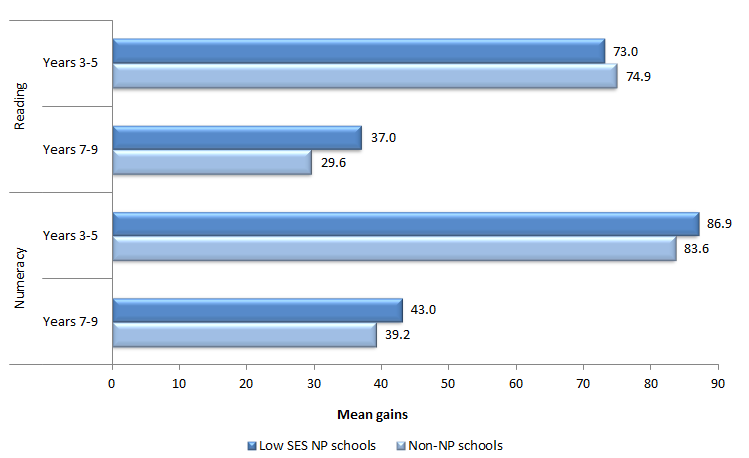 Reading
Years 3-5
73.0
74.9
Years 7-9
37.0
29.6
Numeracy
Years 3-5
86.9
83.6
Years 7-9
43.0
39.2
0 10 20 30 40 50 60 70 80 90
Mean gains
Low SES NP schools Non-NP schools